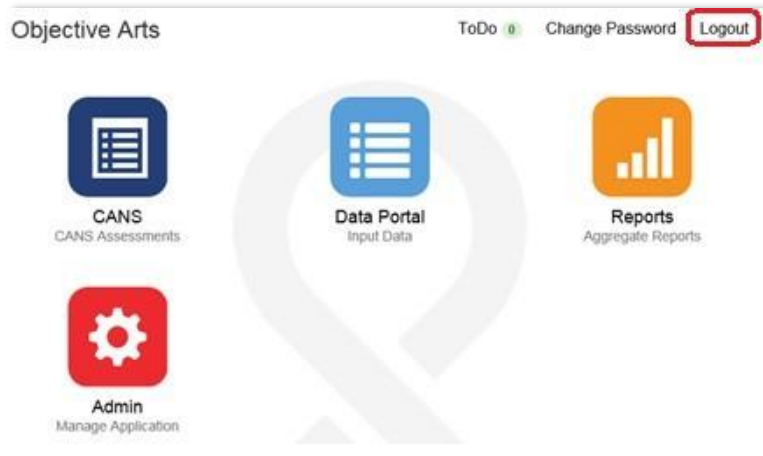 Objective Arts
ToDo 0 Change Password Logout
CANS
CANS Assessments
Data Portal
Input Data
Reports
Aggregate Reports
Admin
Manage Application